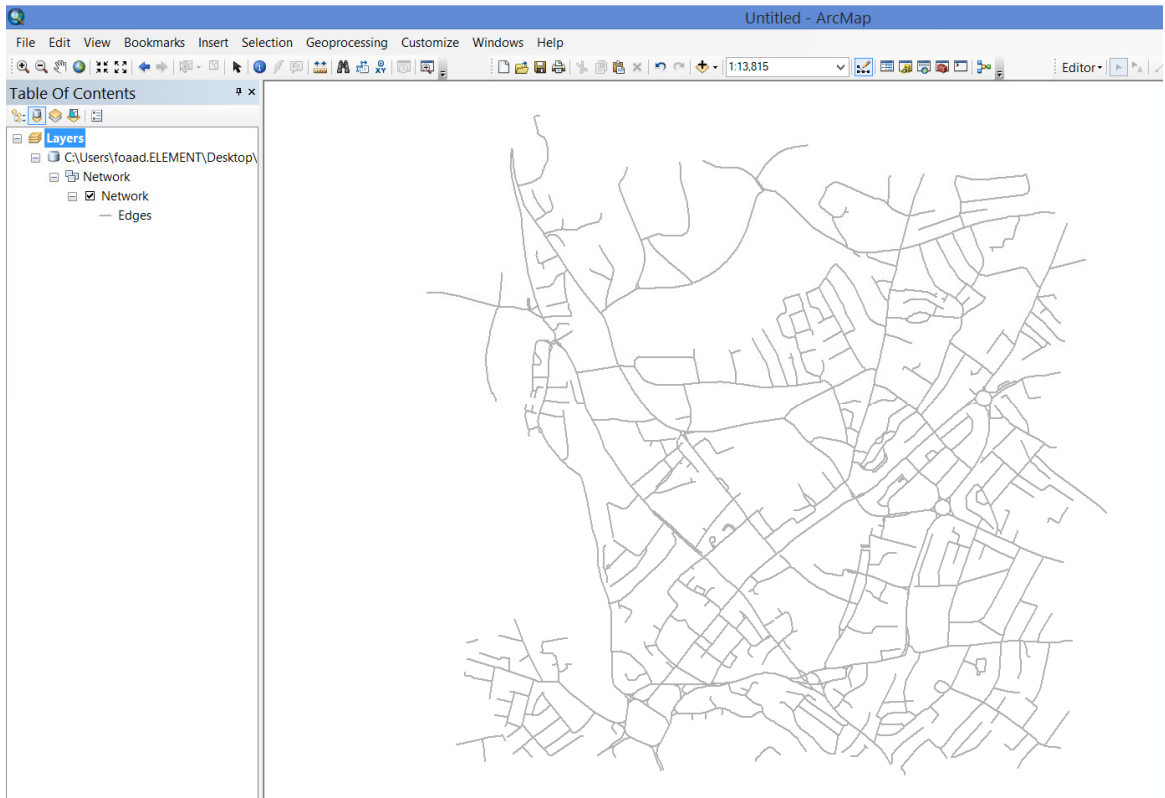 Untitled - ArcMap
File Edit View Bookmarks Insert Selection Geoprocessing Customize Windows Help
1:13,815 Editor
Table Of Contents
Layers
C:\Users\foaad.ELEMENT\Desktop\
Network
Network
Edges